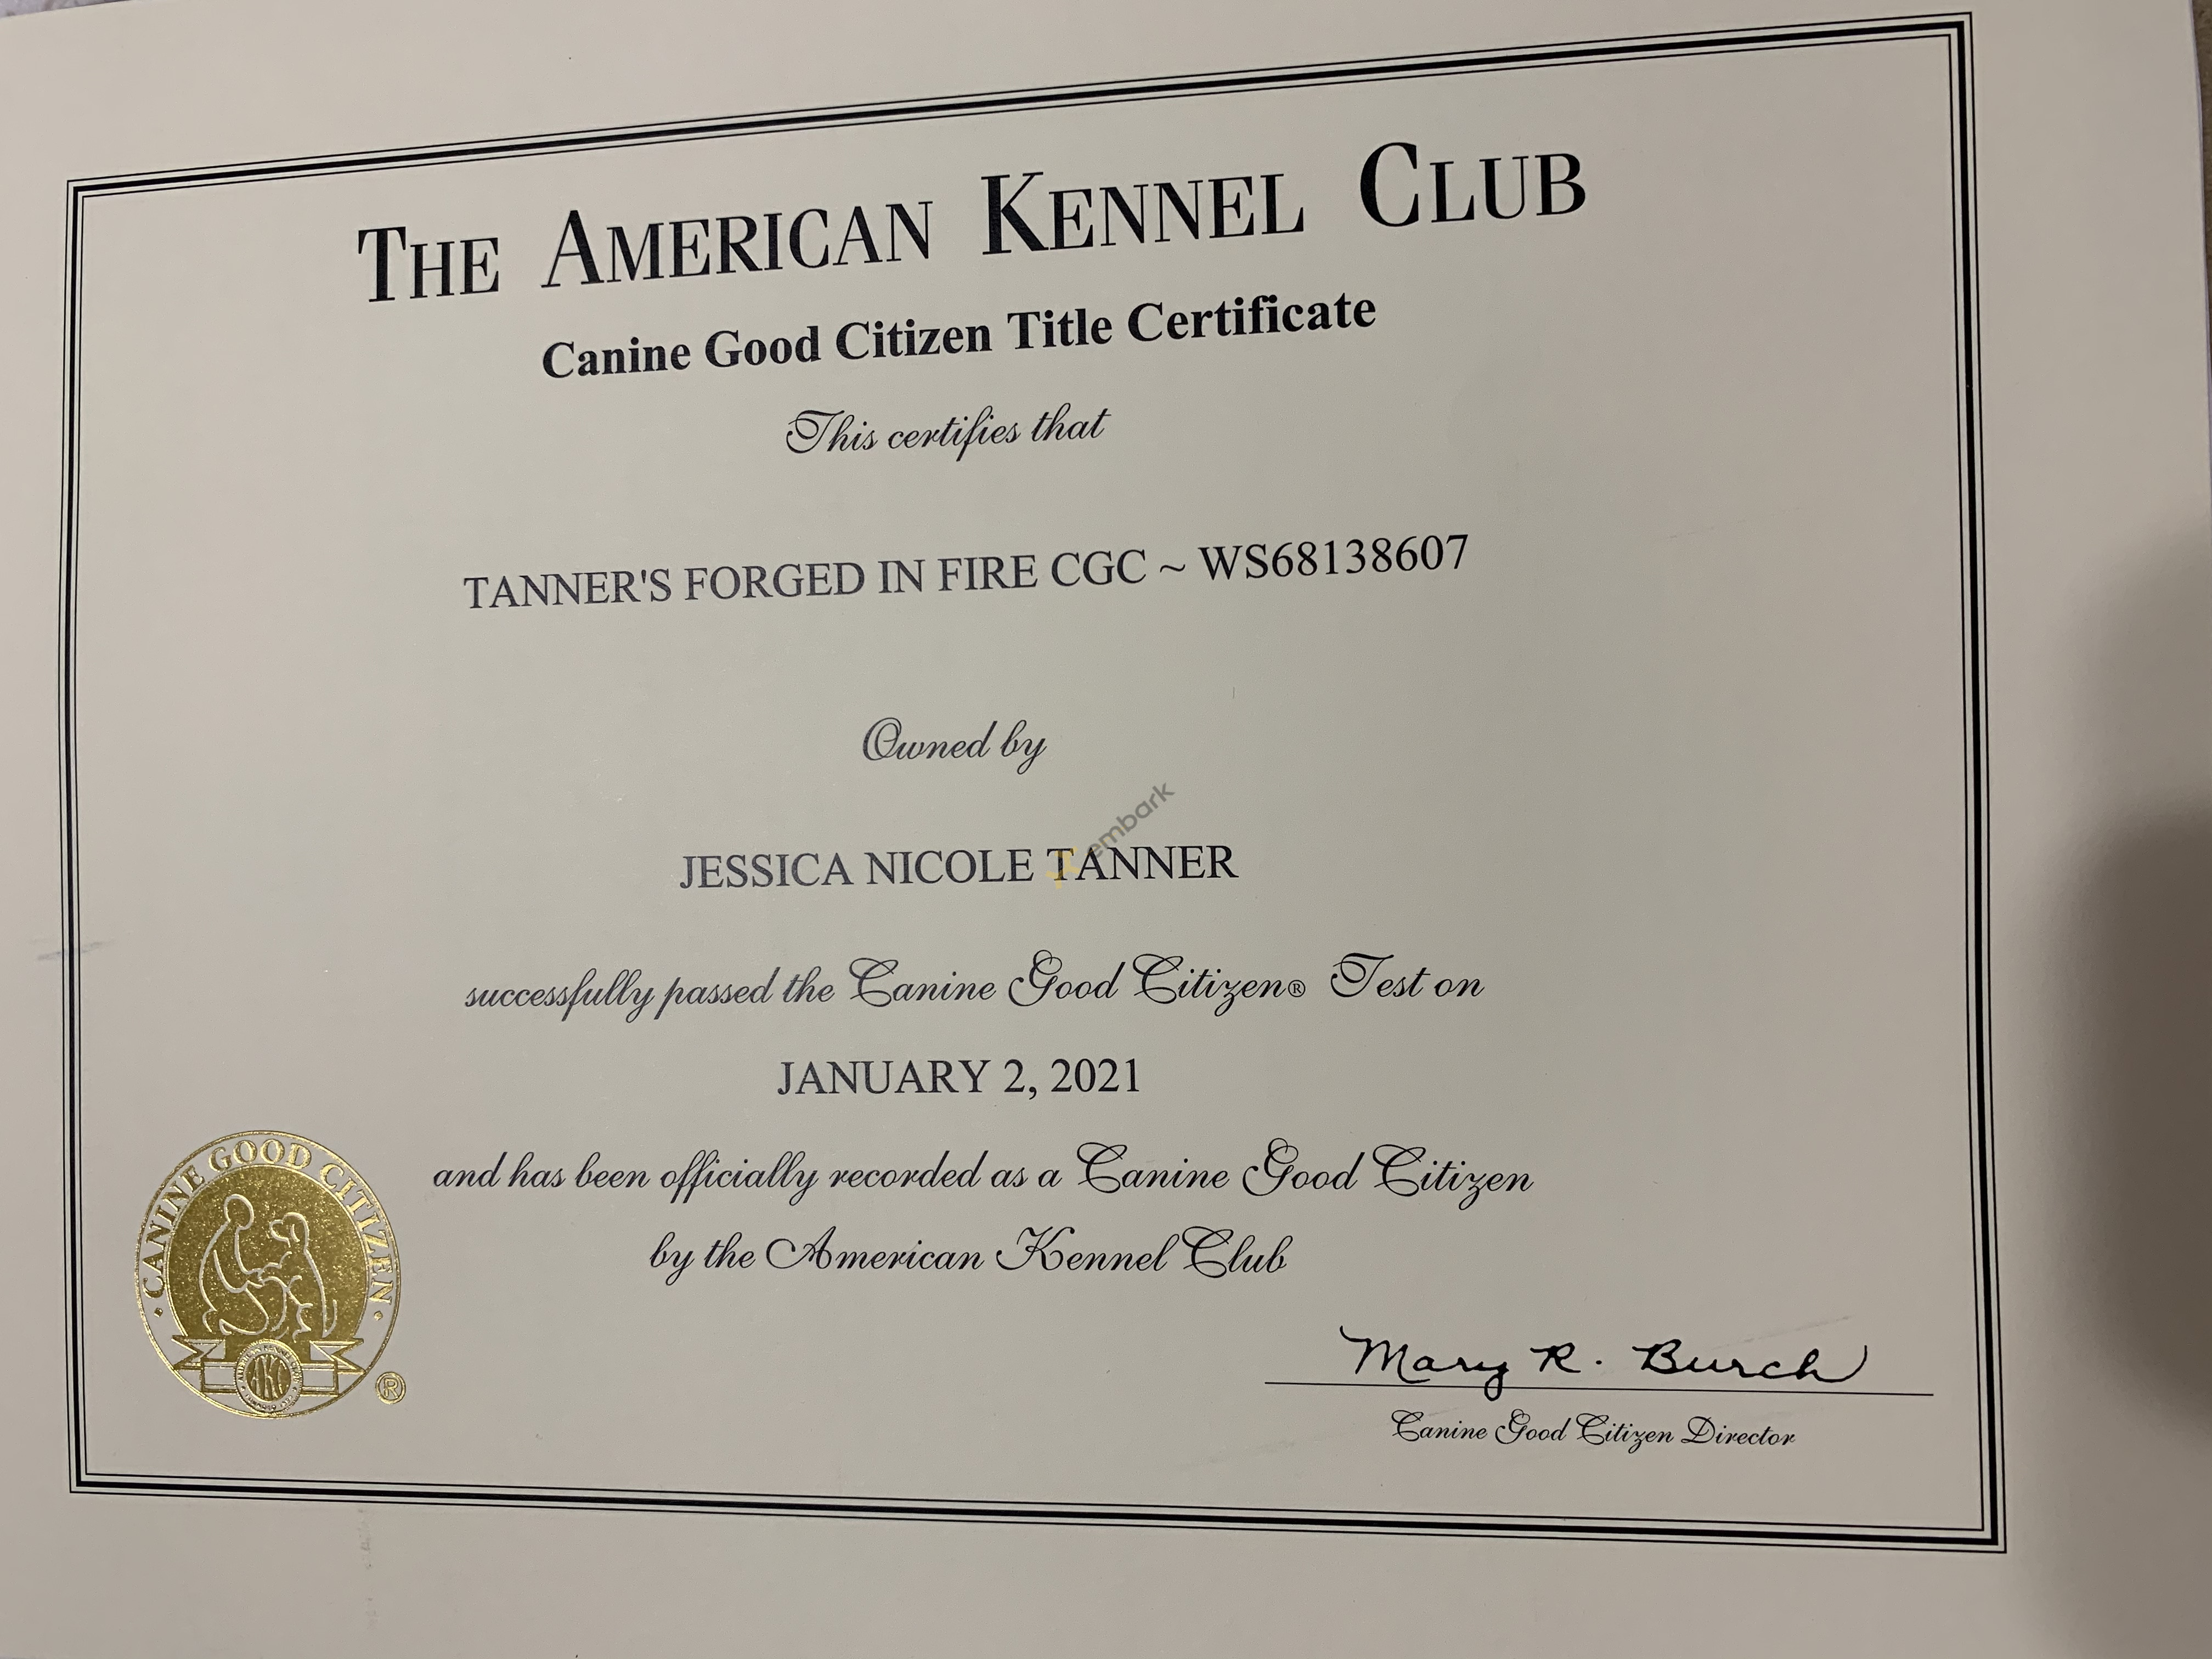 THE AMERICAN KENNEL CLUB
Canine Good Citizen Title Certificate
This certifies that
TANNER'S FORGED IN FIRE CGC ~ WS68138607
Owned by
embark
JESSICA NICOLE TANNER
successfully passed the Canine Good Citizen® Test on
JANUARY 2, 2021
and has been officially recorded as a Canine Good Citizen
by the American Kennel Club
· CANINE GOOD CITIZEN ·
AKC
®
Mary R. Burch
Canine Good Citizen Director